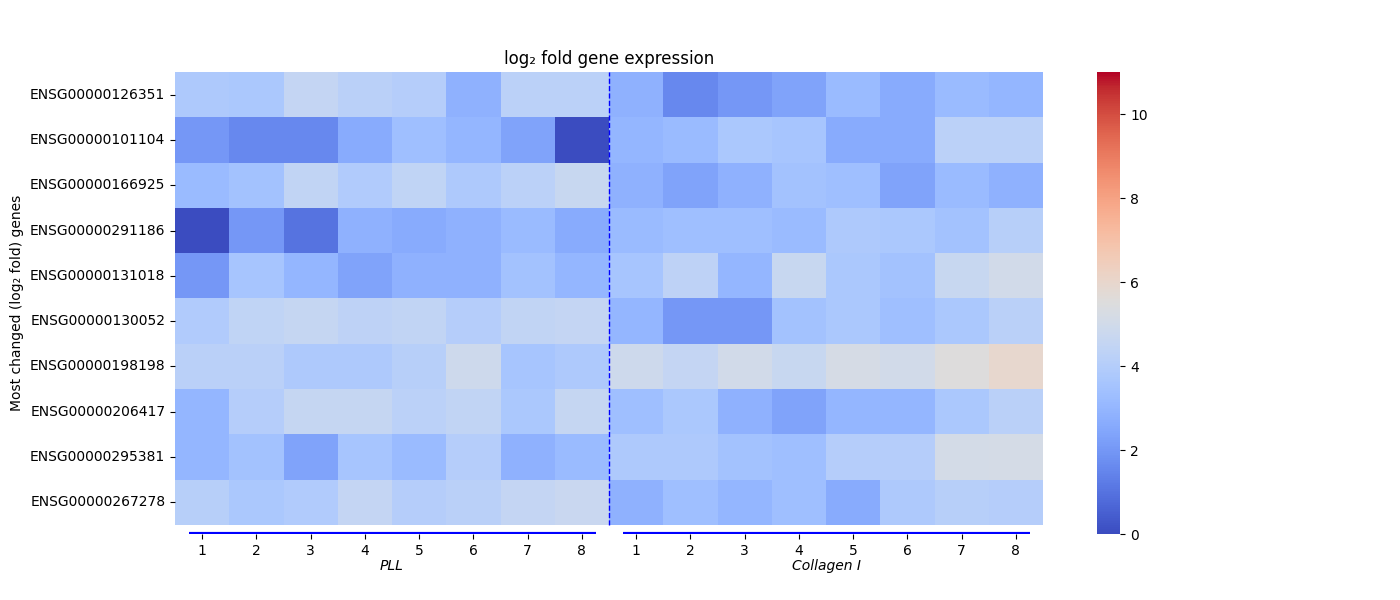 log₂ fold gene expression
Most changed (log₂ fold) genes
ENSG00000126351
ENSG00000101104
ENSG00000166925
ENSG00000291186
ENSG00000131018
ENSG00000130052
ENSG00000198198
ENSG00000206417
ENSG00000295381
ENSG00000267278
1 2 3 4 5 6 7 8 1 2 3 4 5 6 7 8
PLL Collagen I
10
8
6
4
2
0